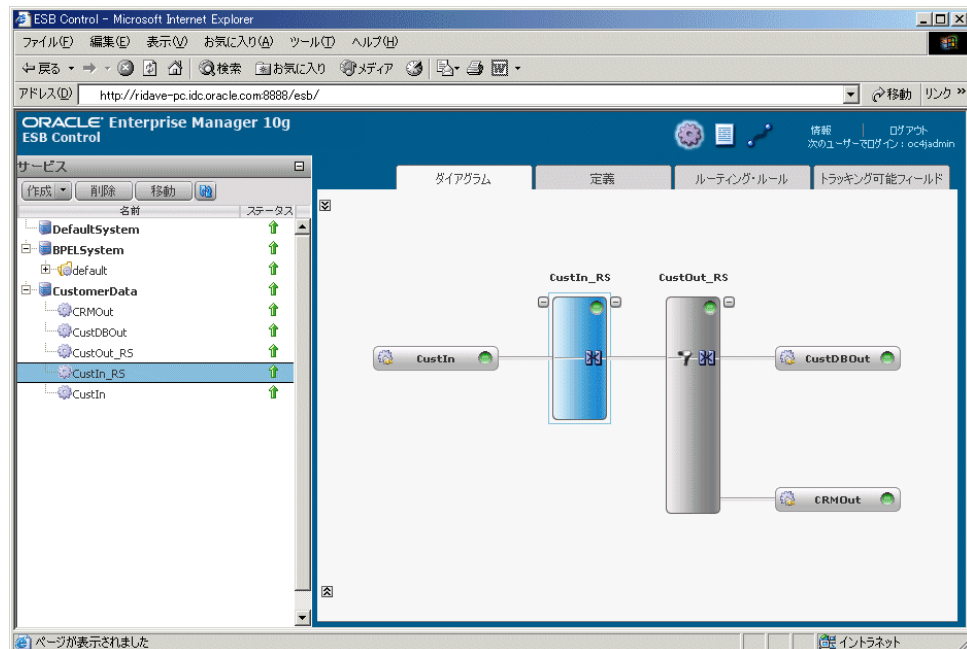 ESB Control - Microsoft Internet Explorer
ファイル(F) 編集(E) 表示(V) お気に入り(A) ツール(T) ヘルプ(H)
戻る 検索 お気に入り メディア
アドレス(D) http://ridave-pc.idc.oracle.com:8888/esb/ 移動 リンク »
ORACLE Enterprise Manager 10g
ESB Control
情報 ログアウト
次のユーザーでログイン : oc4jadmin
サービス
作成 削除 移動
名前 ステータス
DefaultSystem
BPELSystem
default
CustomerData
CRMOut
CustDBOut
CustOut_RS
CustIn_RS
CustIn
ダイアグラム 定義 ルーティング・ルール トラッキング可能フィールド
CustIn_RS CustOut_RS
CustIn CustDBOut
CRMOut
ページが表示されました イントラネット